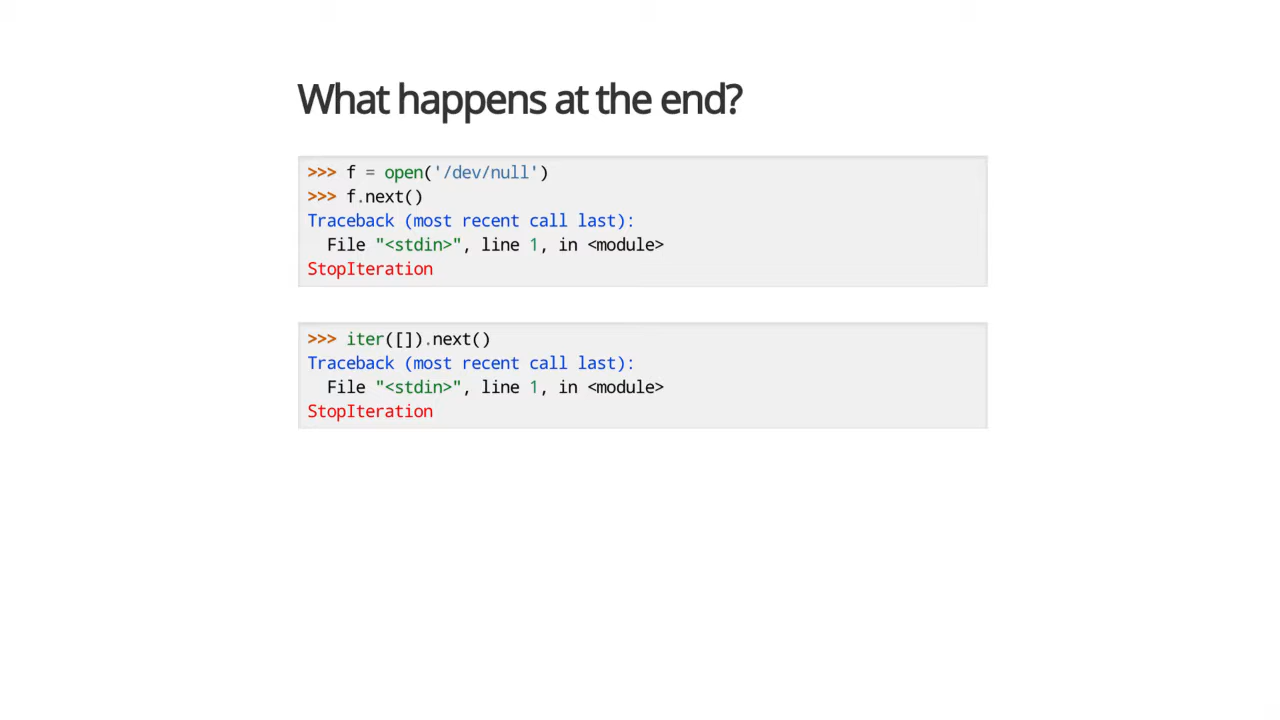 What happens at the end?
>>> f = open('/dev/null')
>>> f.next()
Traceback (most recent call last):
  File "<stdin>", line 1, in <module>
StopIteration
>>> iter([]).next()
Traceback (most recent call last):
  File "<stdin>", line 1, in <module>
StopIteration